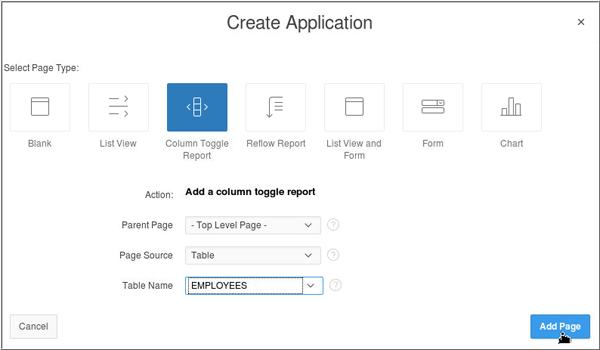 Create Application
×
Select Page Type:
Blank
List View
Column Toggle
Report
Reflow Report
List View and
Form
Form
Chart
Action: Add a column toggle report
Parent Page - Top Level Page - ?
Page Source Table ?
Table Name EMPLOYEES ?
Cancel Add Page